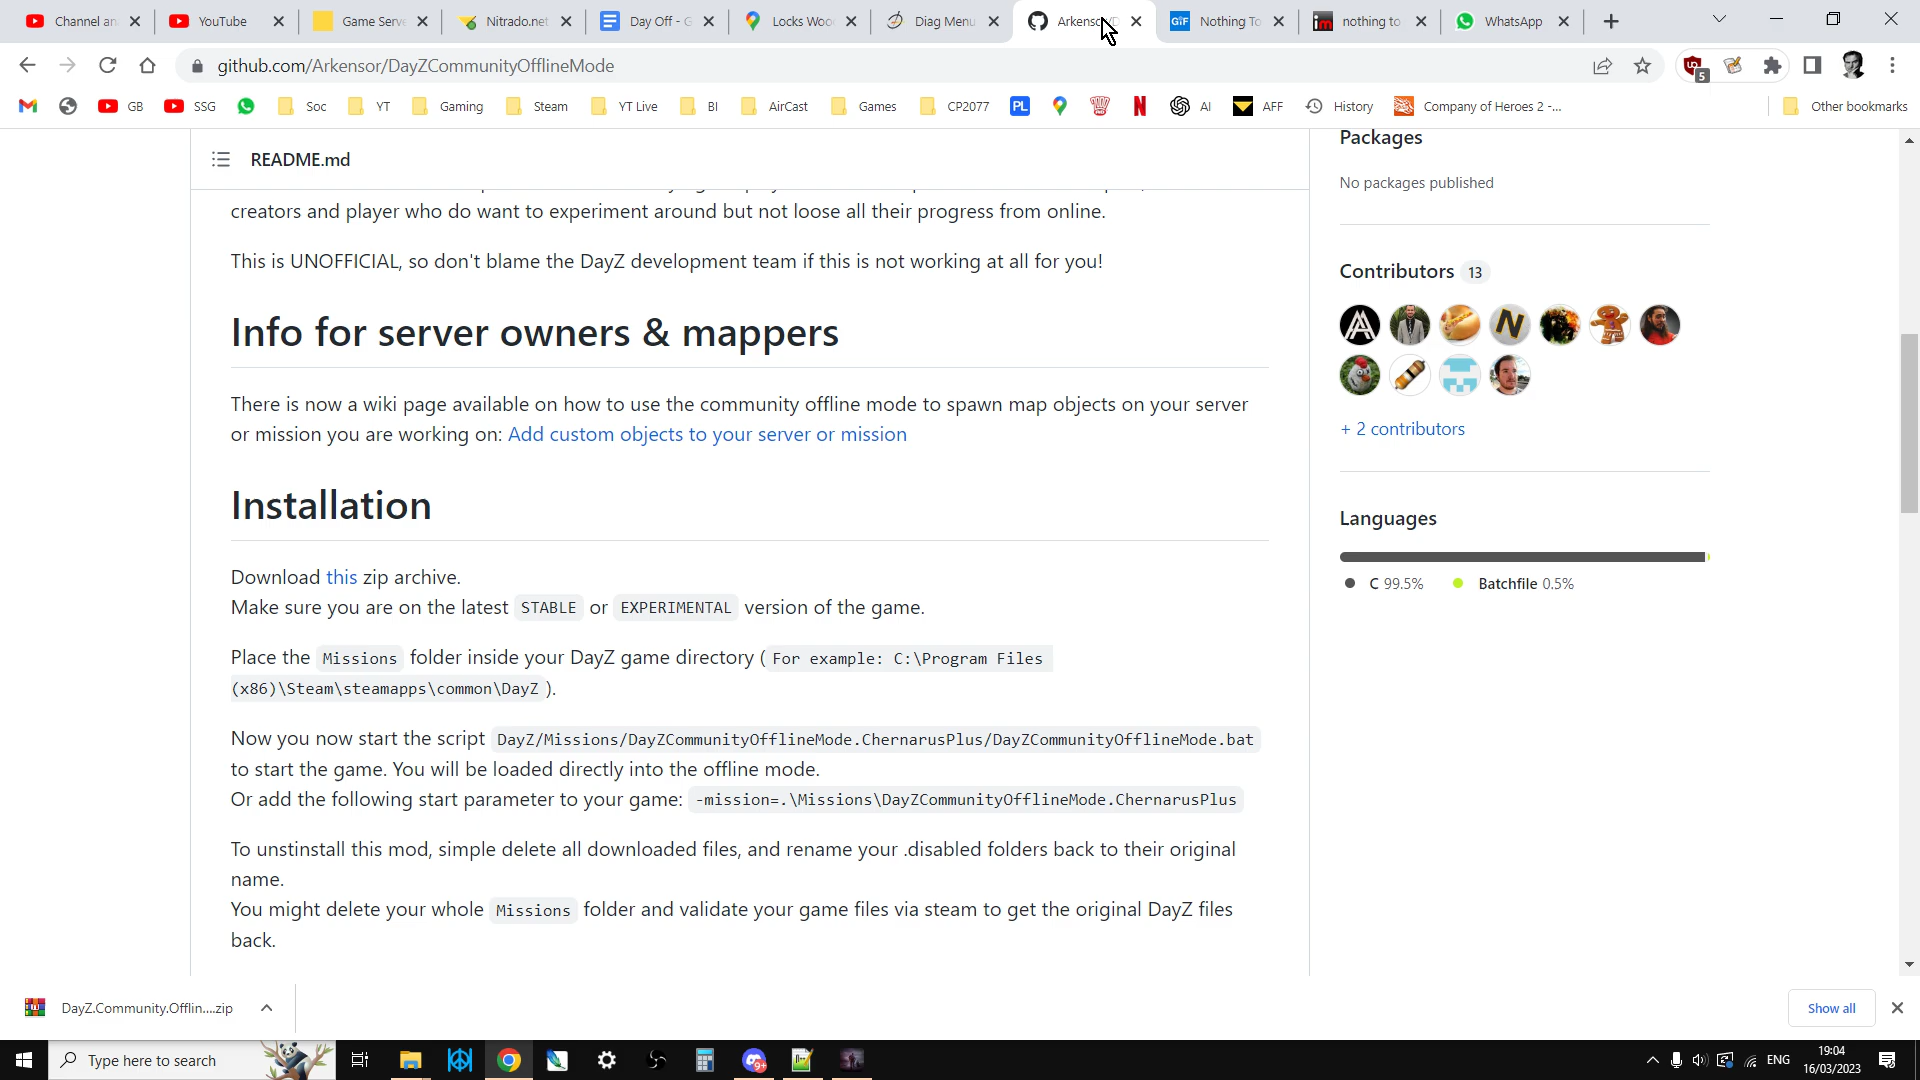 Channel an
YouTube
Game Serve
Nitrado.net
Day Off - G
Locks Woo
Diag Menu
Arkenso
GIF
Nothing To
im
nothing to
WhatsApp
github.com/Arkensor/DayZCommunityOfflineMode
5
GB
SSG
Soc
YT
Gaming
Steam
YT Live
BI
AirCast
Games
CP2077
PL
N
AI
AFF
History
Company of Heroes 2 -...
Other bookmarks
README.md
creators and player who do want to experiment around but not loose all their progress from online.
This is UNOFFICIAL, so don't blame the DayZ development team if this is not working at all for you!
Info for server owners & mappers
There is now a wiki page available on how to use the community offline mode to spawn map objects on your server
or mission you are working on: Add custom objects to your server or mission
Installation
Download this zip archive.
Make sure you are on the latest STABLE or EXPERIMENTAL version of the game.
Place the Missions folder inside your DayZ game directory ( For example: C:\Program Files
(x86)\Steam\steamapps\common\DayZ ).
Now you now start the script DayZ/Missions/DayZCommunityOfflineMode.ChernarusPlus/DayZCommunityOfflineMode.bat
to start the game. You will be loaded directly into the offline mode.
Or add the following start parameter to your game: -mission=.\Missions\DayZCommunityOfflineMode.ChernarusPlus
To unstinstall this mod, simple delete all downloaded files, and rename your .disabled folders back to their original
name.
You might delete your whole Missions folder and validate your game files via steam to get the original DayZ files
back.
Packages
No packages published
Contributors 13
+ 2 contributors
Languages
C 99.5%
Batchfile 0.5%
DayZ.Community.Offlin....zip
Show all
Type here to search
9+
ENG
19:04
16/03/2023